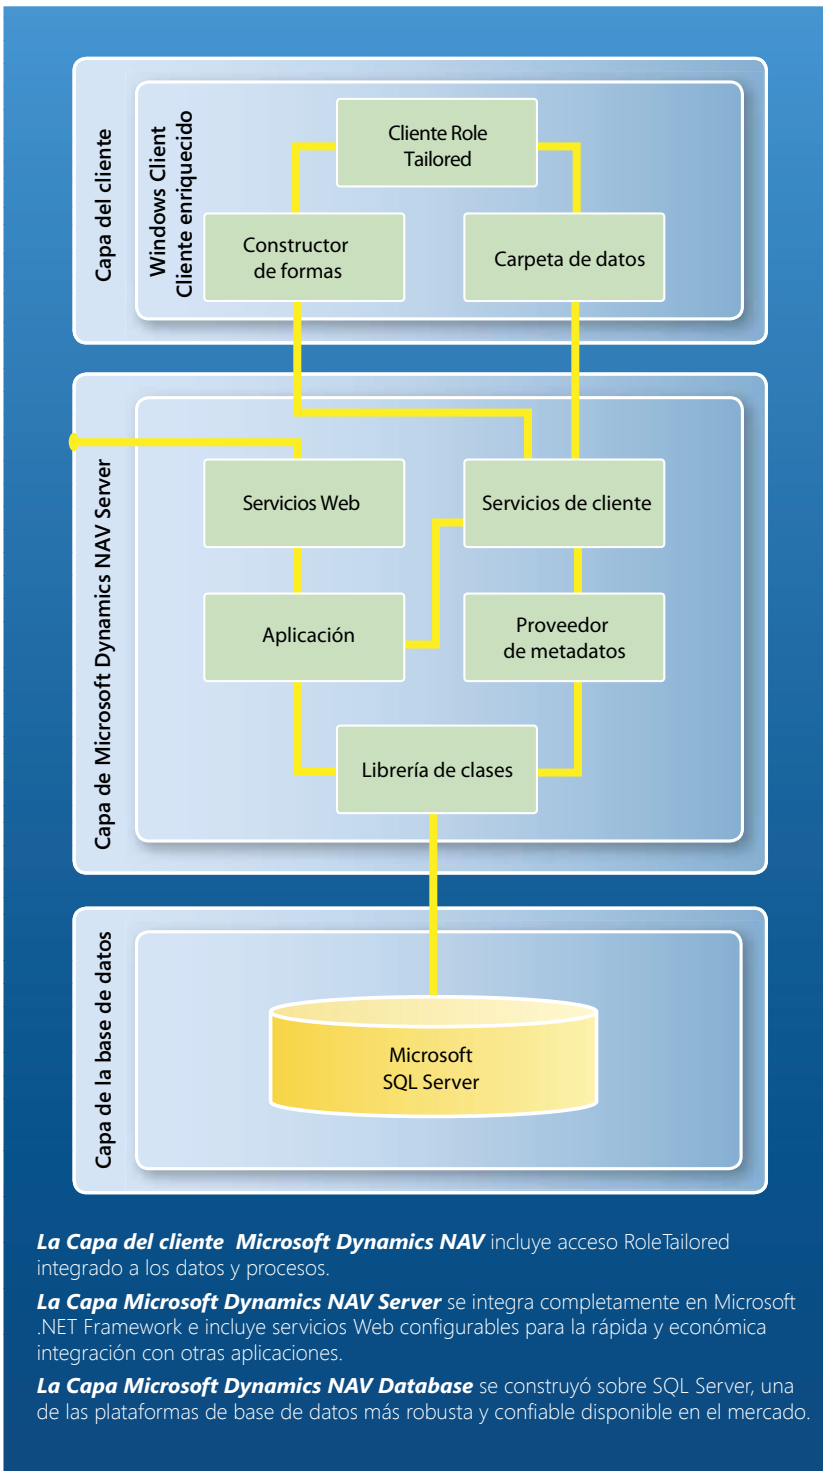 Capa del cliente
Windows Client
Cliente enriquecido
Cliente Role
Tailored
Constructor
de formas
Carpeta de datos
Capa de Microsoft Dynamics NAV Server
Servicios Web
Servicios de cliente
Aplicación
Proveedor
de metadatos
Librería de clases
Capa de la base de datos
Microsoft
SQL Server
La Capa del cliente Microsoft Dynamics NAV incluye acceso RoleTailored
integrado a los datos y procesos.
La Capa Microsoft Dynamics NAV Server se integra completamente en Microsoft
.NET Framework e incluye servicios Web configurables para la rápida y económica
integración con otras aplicaciones.
La Capa Microsoft Dynamics NAV Database se construyó sobre SQL Server, una
de las plataformas de base de datos más robusta y confiable disponible en el mercado.